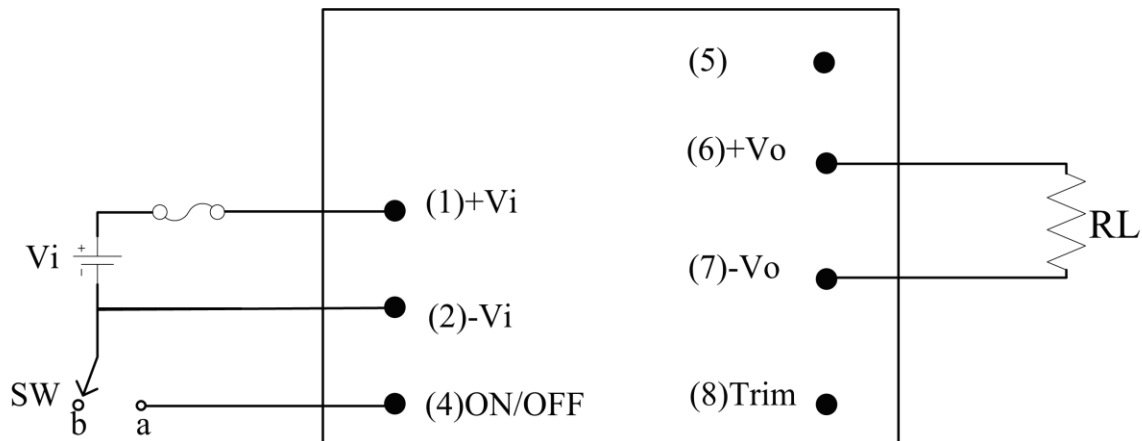 (5)
(6)+Vo
(1)+Vi
RL
Vi
+
-
(7)-Vo
(2)-Vi
SW
b
a
(4)ON/OFF
(8)Trim